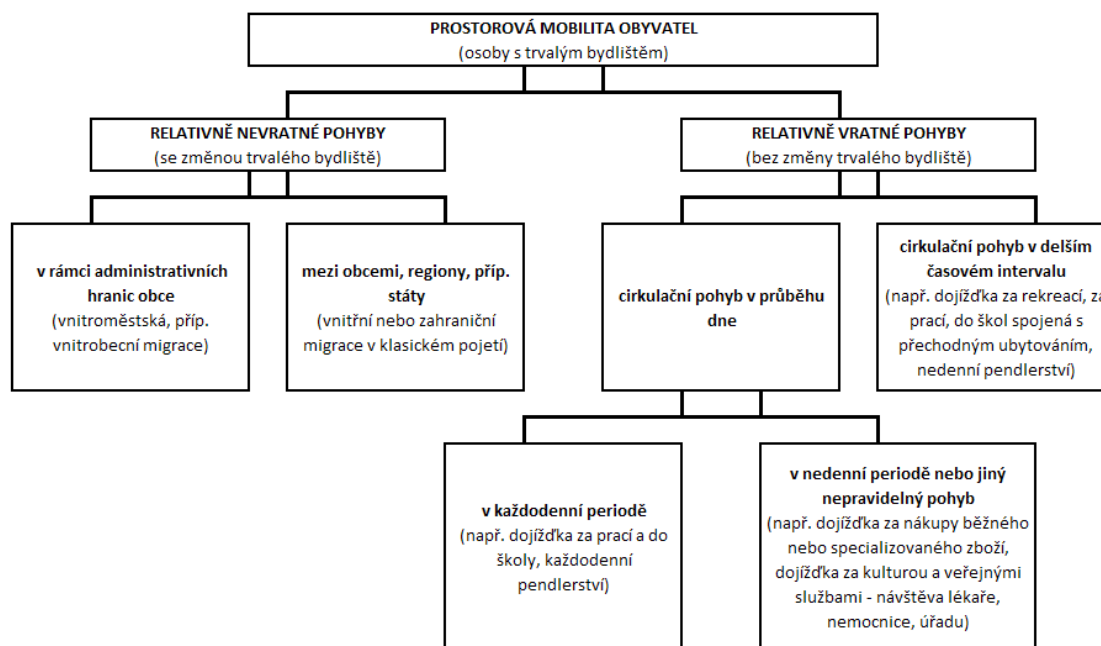 PROSTOROVÁ MOBILITA OBYVATEL
(osoby s trvalým bydlištěm)
RELATIVNĚ NEVRATNÉ POHYBY
(se změnou trvalého bydliště)
RELATIVNĚ VRATNÉ POHYBY
(bez změny trvalého bydliště)
v rámci administrativních
hranic obce
(vnitroměstská, příp.
vnitrobecní migrace)
mezi obcemi, regiony, příp.
státy
(vnitřní nebo zahraniční
migrace v klasickém pojetí)
cirkulační pohyb v průběhu
dne
cirkulační pohyb v delším
časovém intervalu
(např. dojížďka za rekreací, za
prací, do škol spojená s
přechodným ubytováním,
nedenní pendlerství)
v každodenní periodě
(např. dojížďka za prací a do
školy, každodenní
pendlerství)
v nedenní periodě nebo jiný
nepravidelný pohyb
(např. dojížďka za nákupy běžného
nebo specializovaného zboží,
dojížďka za kulturou a veřejnými
službami - návštěva lékaře,
nemocnice, úřadu)